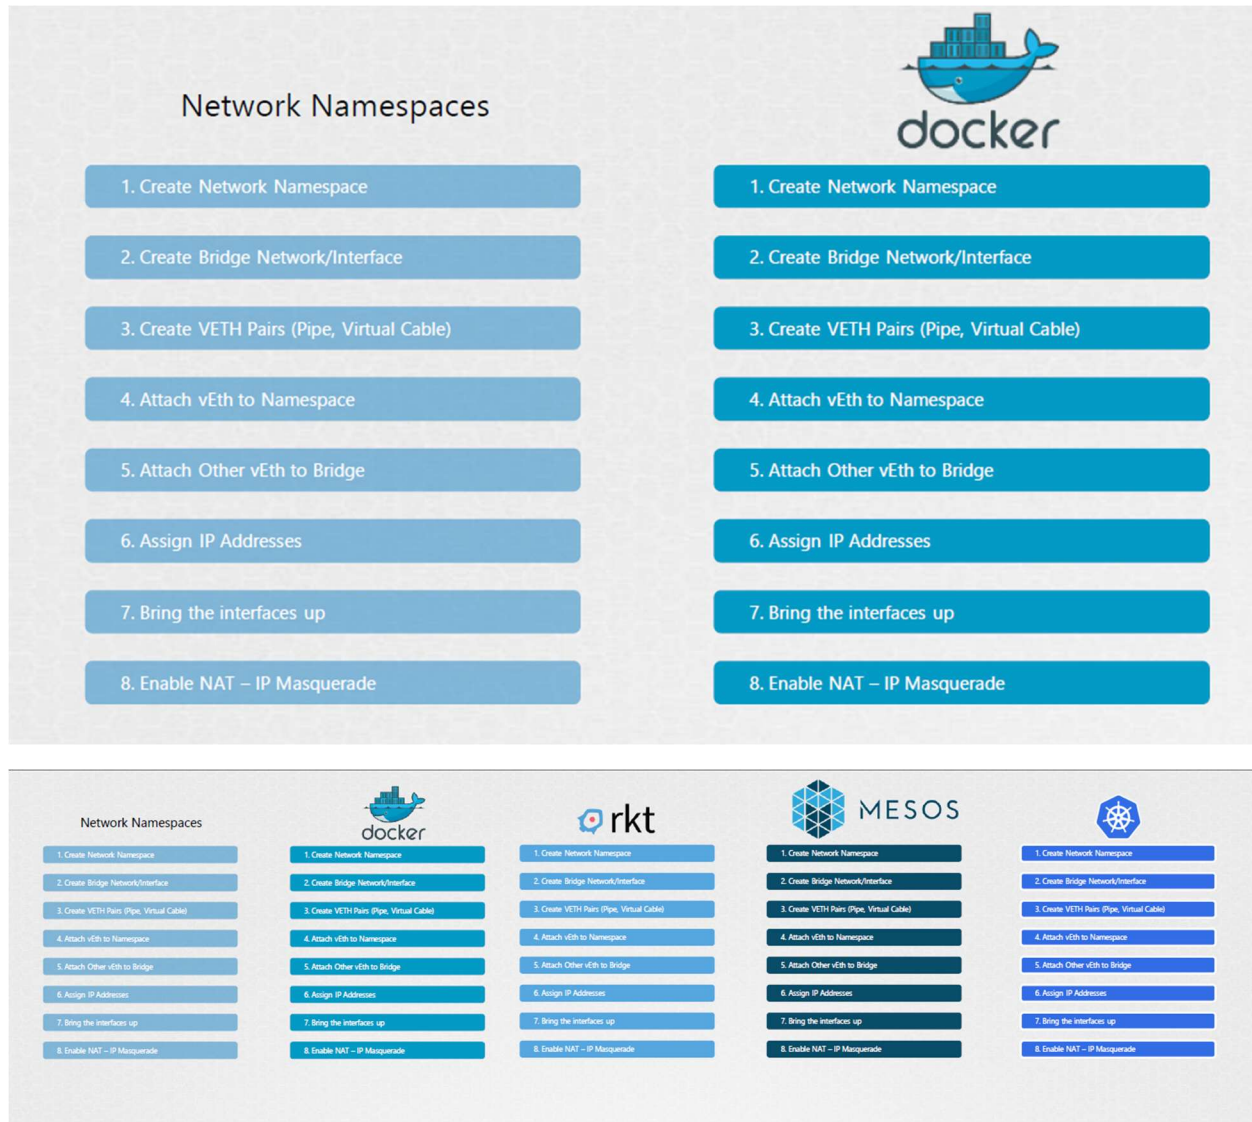 Network Namespaces
1. Create Network Namespace
2. Create Bridge Network/Interface
3. Create VETH Pairs (Pipe, Virtual Cable)
4. Attach vEth to Namespace
5. Attach Other vEth to Bridge
6. Assign IP Addresses
7. Bring the interfaces up
8. Enable NAT – IP Masquerade
docker
1. Create Network Namespace
2. Create Bridge Network/Interface
3. Create VETH Pairs (Pipe, Virtual Cable)
4. Attach vEth to Namespace
5. Attach Other vEth to Bridge
6. Assign IP Addresses
7. Bring the interfaces up
8. Enable NAT – IP Masquerade
Network Namespaces
1. Create Network Namespace
2. Create Bridge Network/Interface
3. Create VETH Pairs (Pipe, Virtual Cable)
4. Attach vEth to Namespace
5. Attach Other vEth to Bridge
6. Assign IP Addresses
7. Bring the interfaces up
8. Enable NAT – IP Masquerade
docker
1. Create Network Namespace
2. Create Bridge Network/Interface
3. Create VETH Pairs (Pipe, Virtual Cable)
4. Attach vEth to Namespace
5. Attach Other vEth to Bridge
6. Assign IP Addresses
7. Bring the interfaces up
8. Enable NAT – IP Masquerade
rkt
1. Create Network Namespace
2. Create Bridge Network/Interface
3. Create VETH Pairs (Pipe, Virtual Cable)
4. Attach vEth to Namespace
5. Attach Other vEth to Bridge
6. Assign IP Addresses
7. Bring the interfaces up
8. Enable NAT – IP Masquerade
MESOS
1. Create Network Namespace
2. Create Bridge Network/Interface
3. Create VETH Pairs (Pipe, Virtual Cable)
4. Attach vEth to Namespace
5. Attach Other vEth to Bridge
6. Assign IP Addresses
7. Bring the interfaces up
8. Enable NAT – IP Masquerade
1. Create Network Namespace
2. Create Bridge Network/Interface
3. Create VETH Pairs (Pipe, Virtual Cable)
4. Attach vEth to Namespace
5. Attach Other vEth to Bridge
6. Assign IP Addresses
7. Bring the interfaces up
8. Enable NAT – IP Masquerade